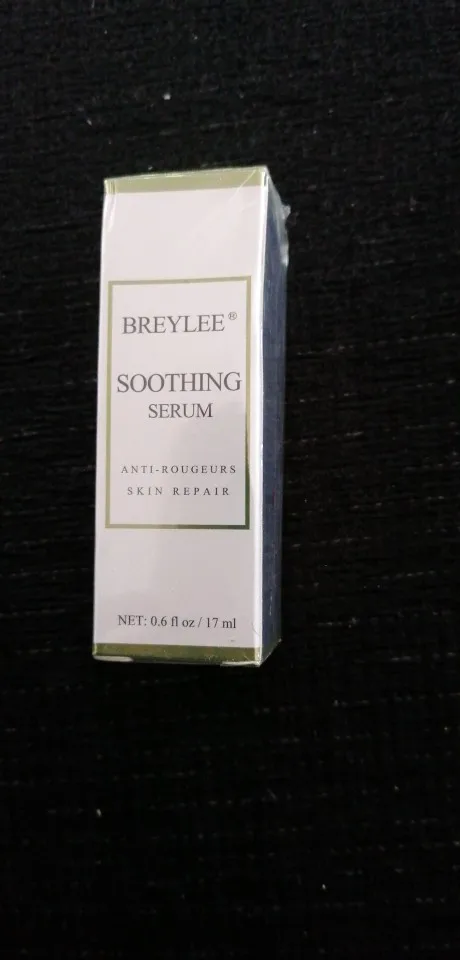 BREYLEE®
SOOTHING
SERUM
ANTI-ROUGEURS
SKIN REPAIR
NET: 0.6 fl oz / 17 ml